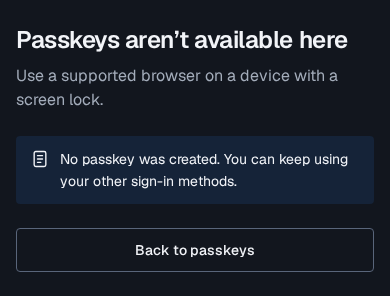 Passkeys aren’t available here
Use a supported browser on a device with a
screen lock.
No passkey was created. You can keep using
your other sign-in methods.
Back to passkeys